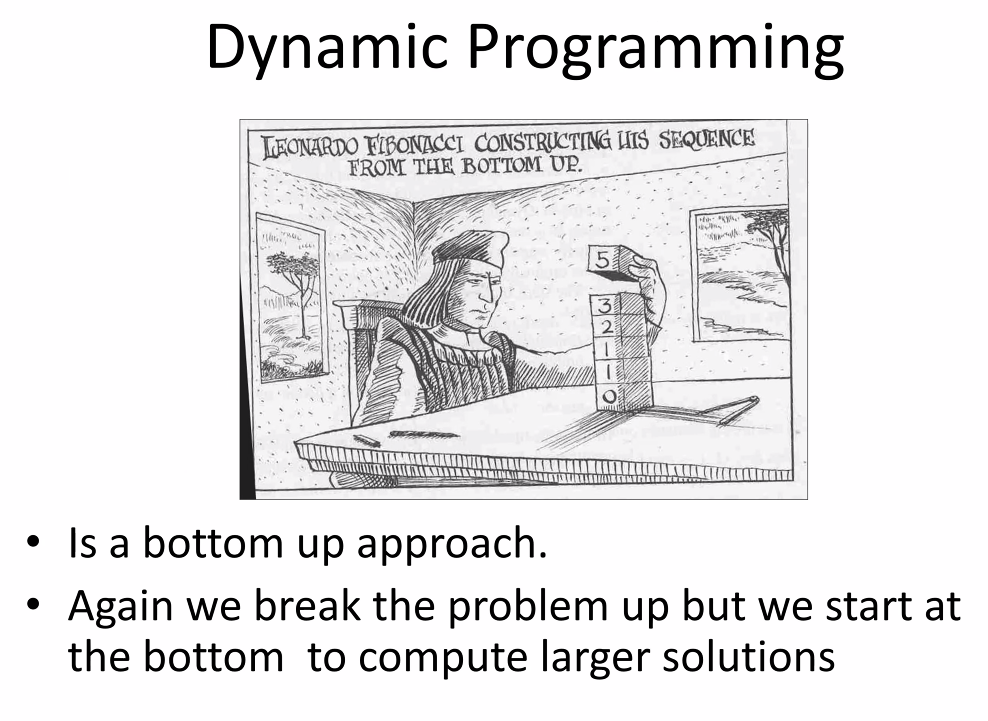 Dynamic Programming
LEONARDO FIBONACCI CONSTRUCTING HIS SEQUENCE
FROM THE BOTTOM UP.
5
3
2
1
1
0
• Is a bottom up approach.
• Again we break the problem up but we start at
the bottom  to compute larger solutions